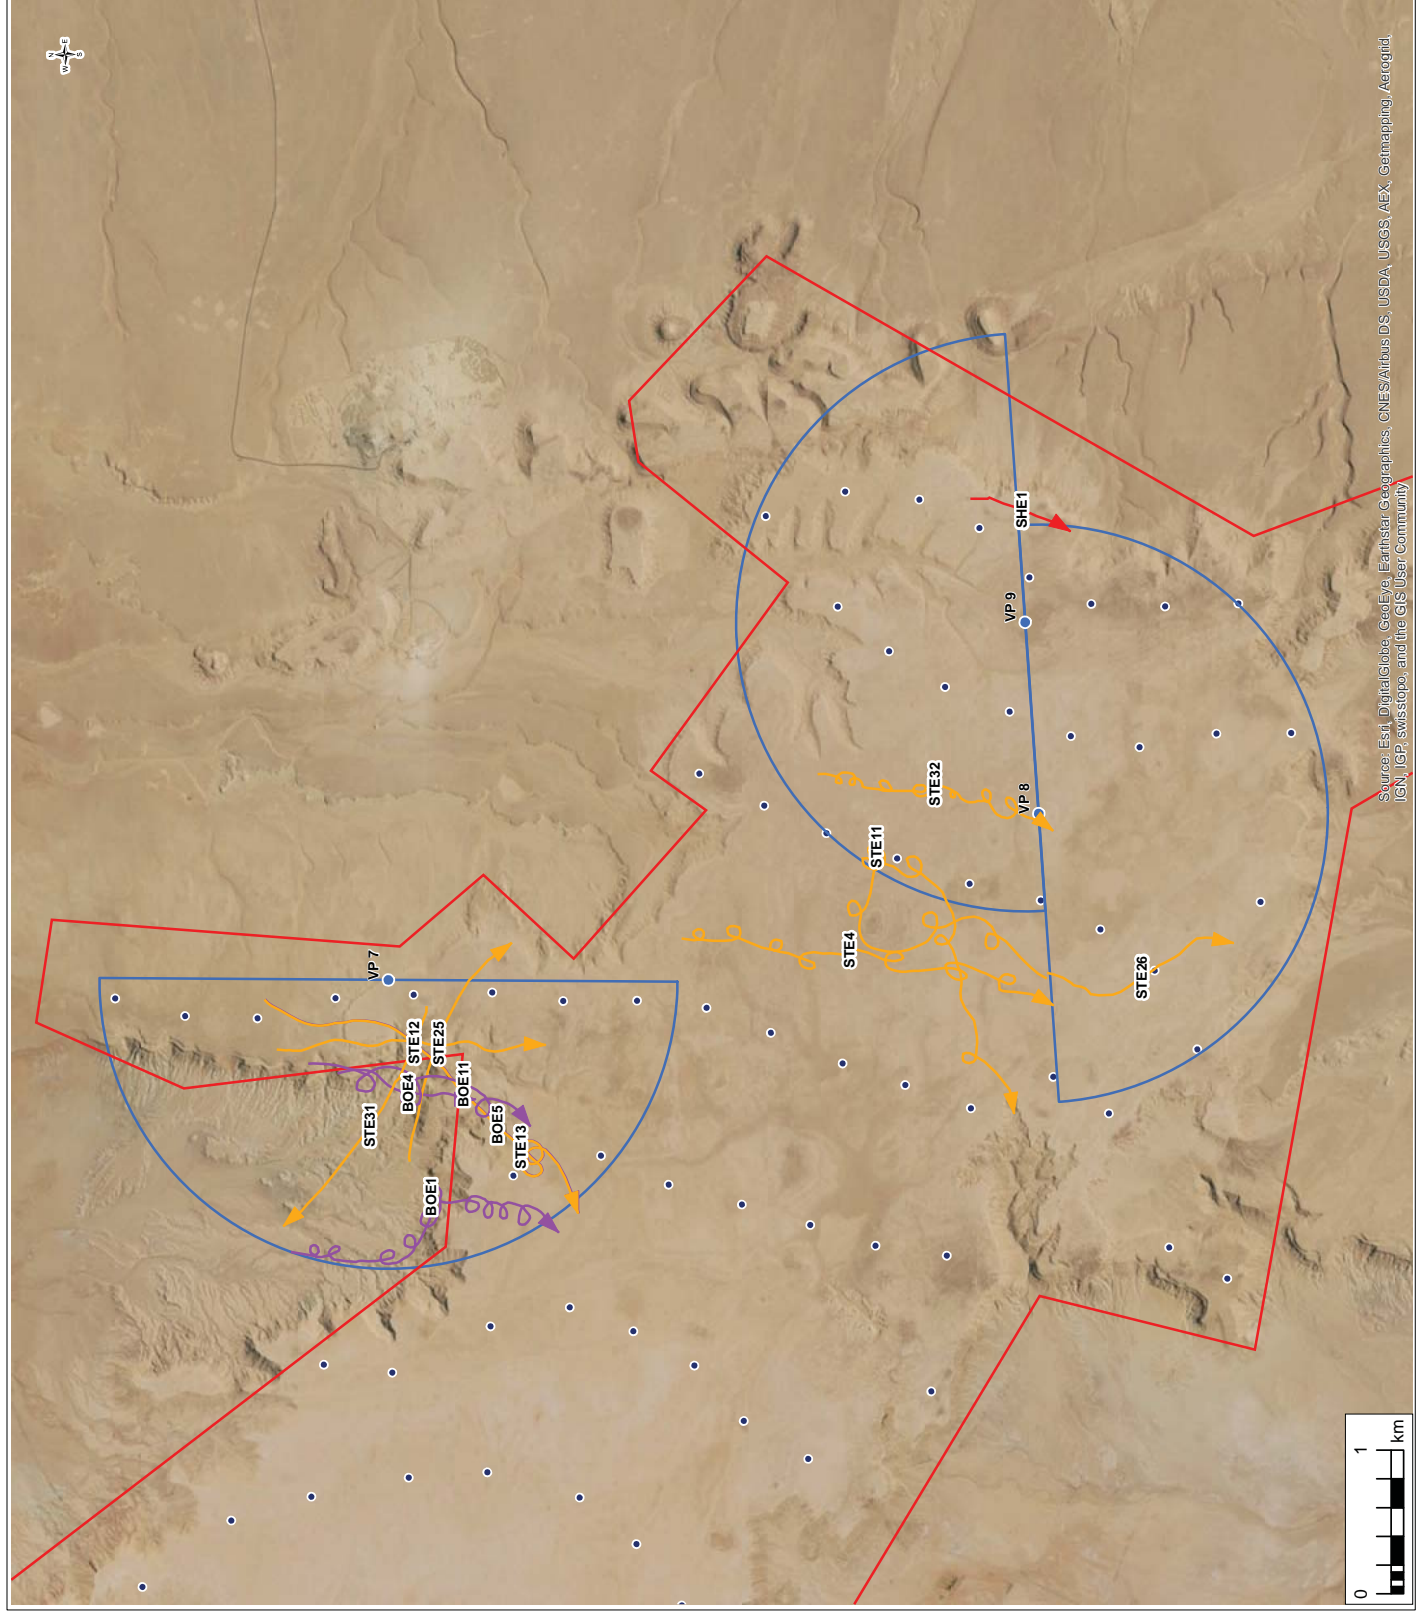 N
E
S
W
VP 7
STE12
STE25
BOE4
BOE11
STE31
BOE5
STE13
BOE1
SHE1
VP 9
STE32
VP 8
STE11
STE4
STE26
Source: Esri, DigitalGlobe, GeoEye, Earthstar Geographics, CNES/Airbus DS, USDA, USGS, AEX, Getmapping, Aerogrid,
IGN, IGP, swisstopo, and the GIS User Community
0
1
km